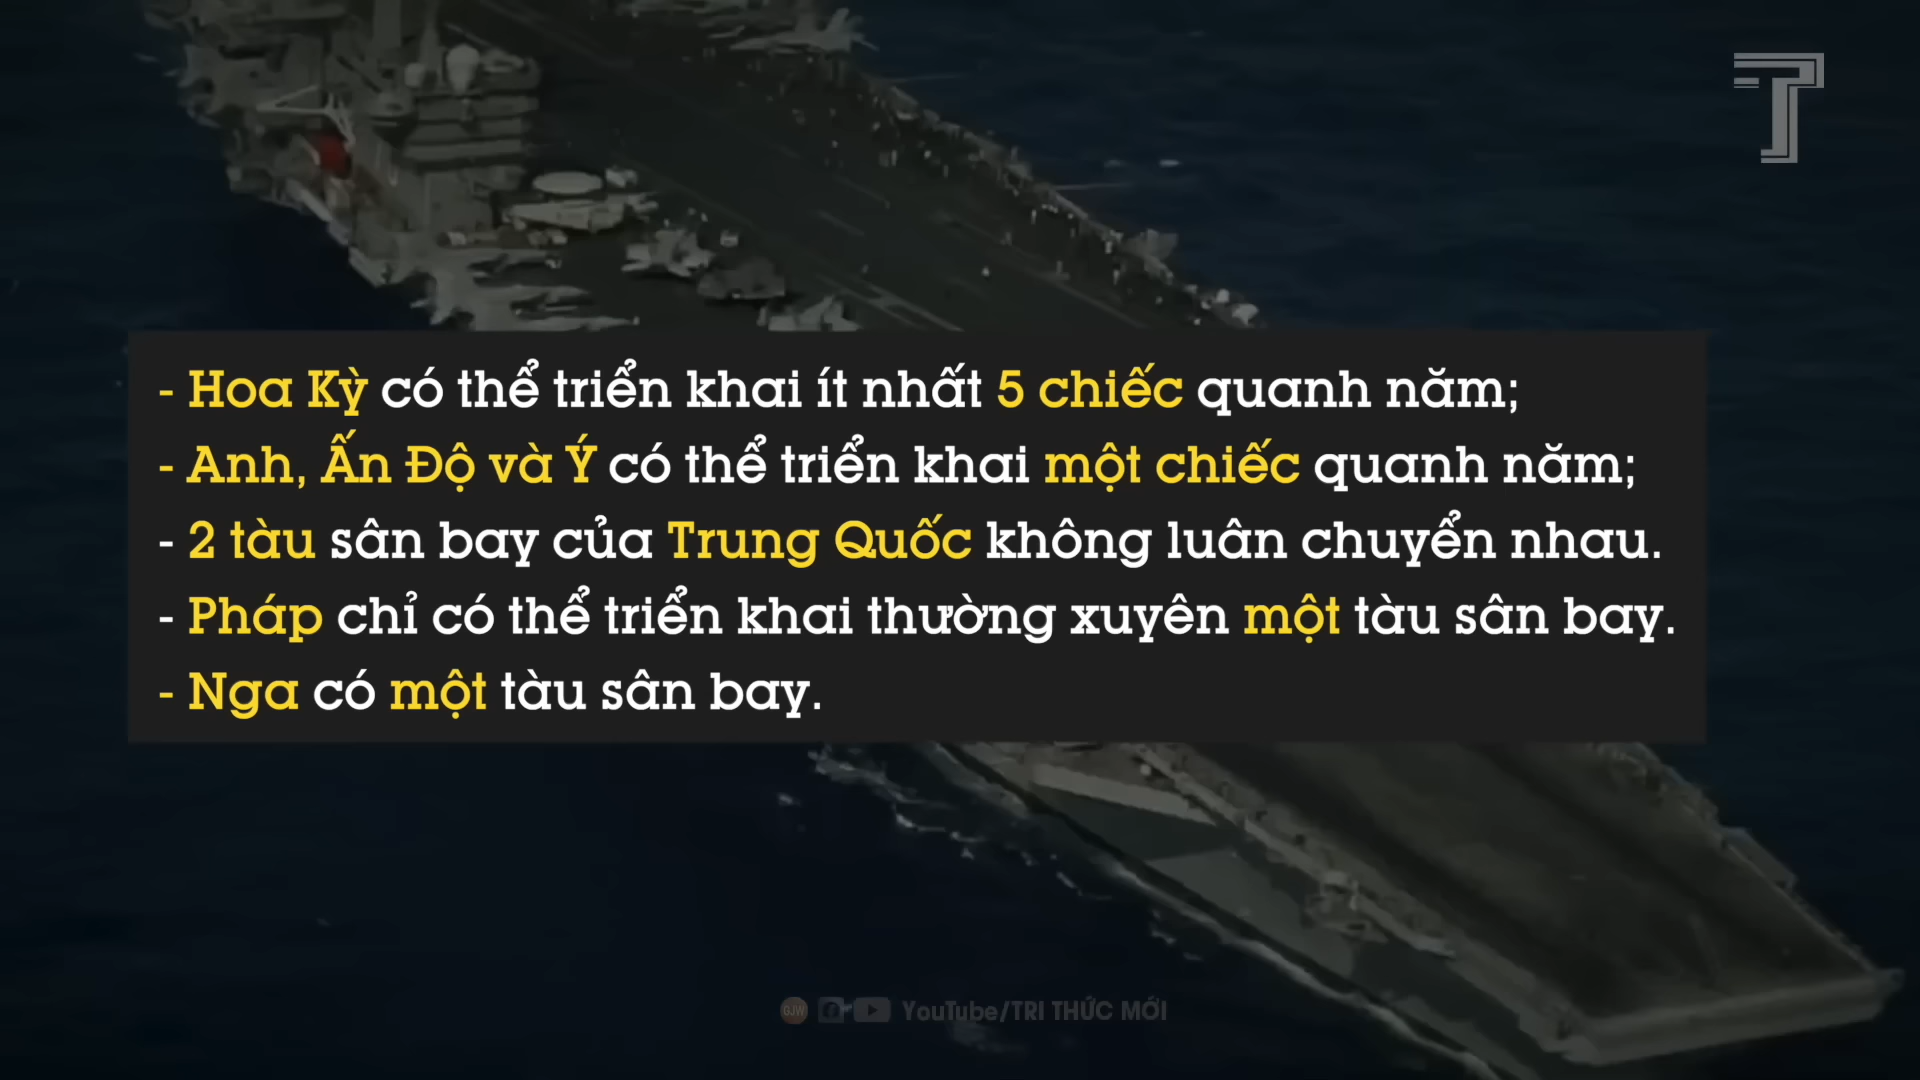 - Hoa Kỳ có thể triển khai ít nhất 5 chiếc quanh năm;
- Anh, Ấn Độ và Ý có thể triển khai một chiếc quanh năm;
- 2 tàu sân bay của Trung Quốc không luân chuyển nhau.
- Pháp chỉ có thể triển khai thường xuyên một tàu sân bay.
- Nga có một tàu sân bay.
GJW YouTube/TRI THỨC MỚI